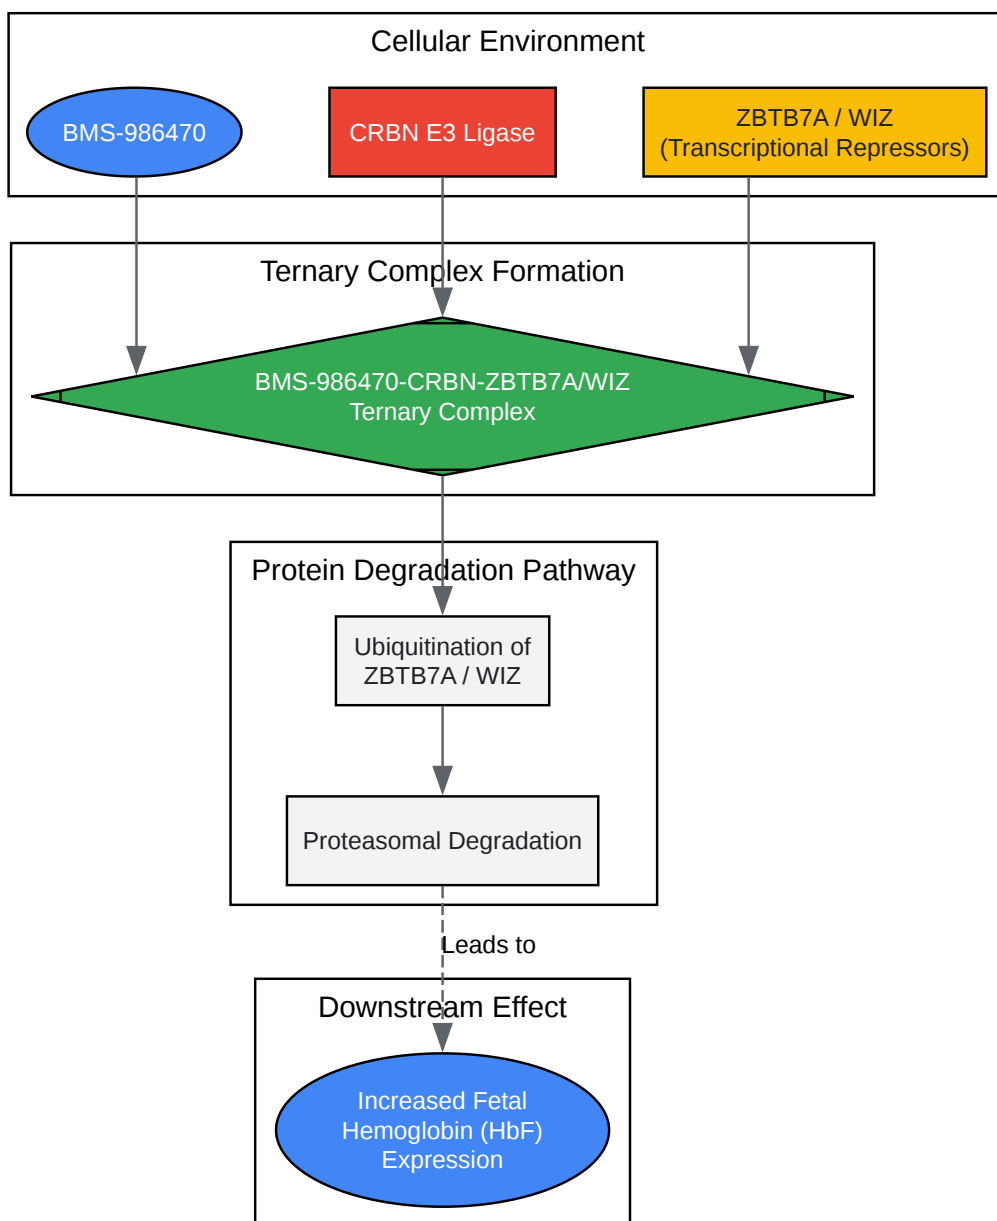 Cellular Environment
BMS-986470
CRBN E3 Ligase
ZBTB7A / WIZ
(Transcriptional Repressors)
Ternary Complex Formation
BMS-986470-CRBN-ZBTB7A/WIZ
Ternary Complex
Protein Degradation Pathway
Ubiquitination of
ZBTB7A / WIZ
Proteasomal Degradation
Leads to
Downstream Effect
Increased Fetal
Hemoglobin (HbF)
Expression